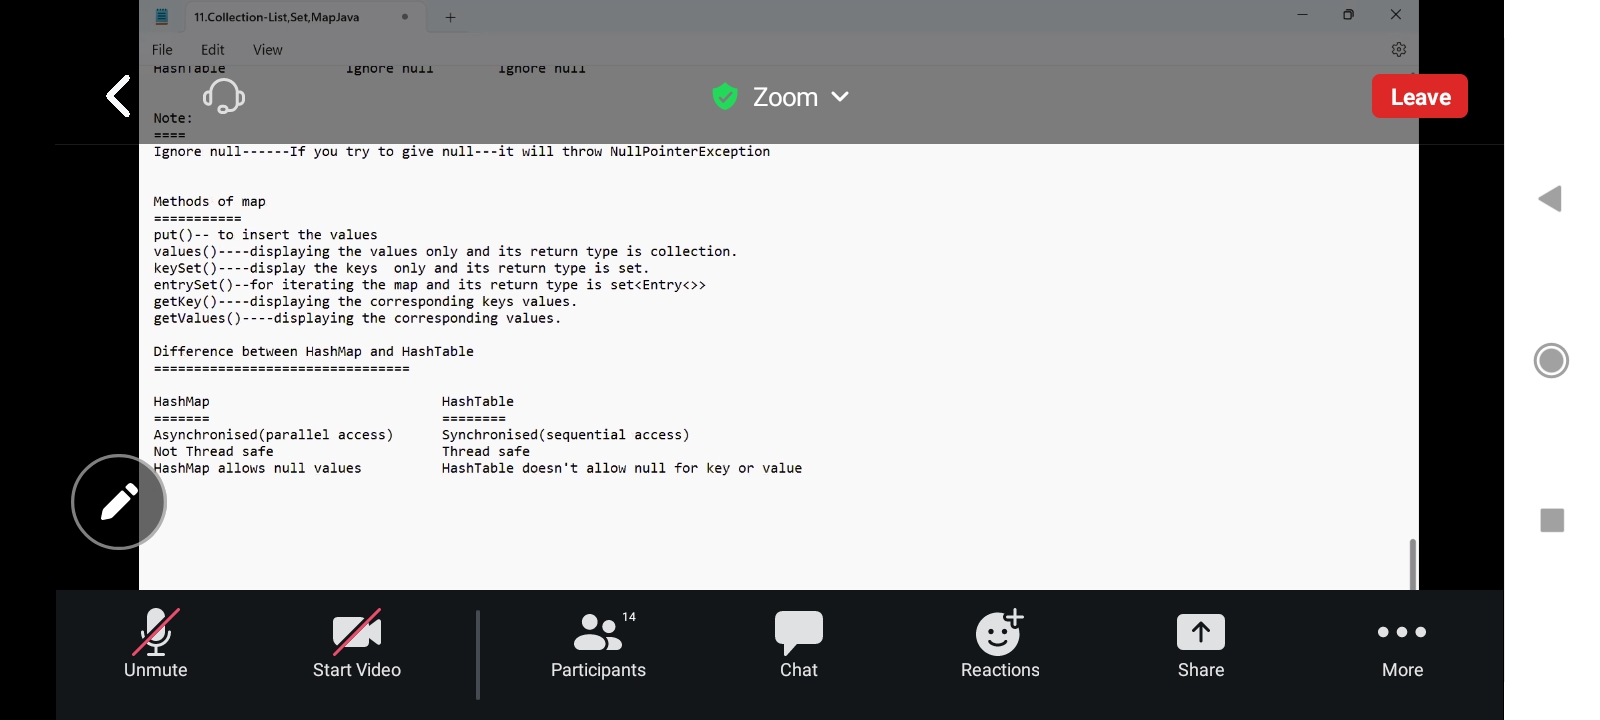 11.Collection-List,Set,MapJava
File Edit View
HashTable Ignore null Ignore null
Zoom
Leave
Note:
====
Ignore null------If you try to give null---it will throw NullPointerException
Methods of map
===========
put()-- to insert the values
values()----displaying the values only and its return type is collection.
keySet()----display the keys  only and its return type is set.
entrySet()--for iterating the map and its return type is set<Entry<>>
getKey()----displaying the corresponding keys values.
getValues()----displaying the corresponding values.
Difference between HashMap and HashTable
================================
HashMap HashTable
======= ========
Asynchronised(parallel access) Synchronised(sequential access)
Not Thread safe Thread safe
HashMap allows null values HashTable doesn't allow null for key or value
14
Unmute Start Video Participants Chat Reactions Share More